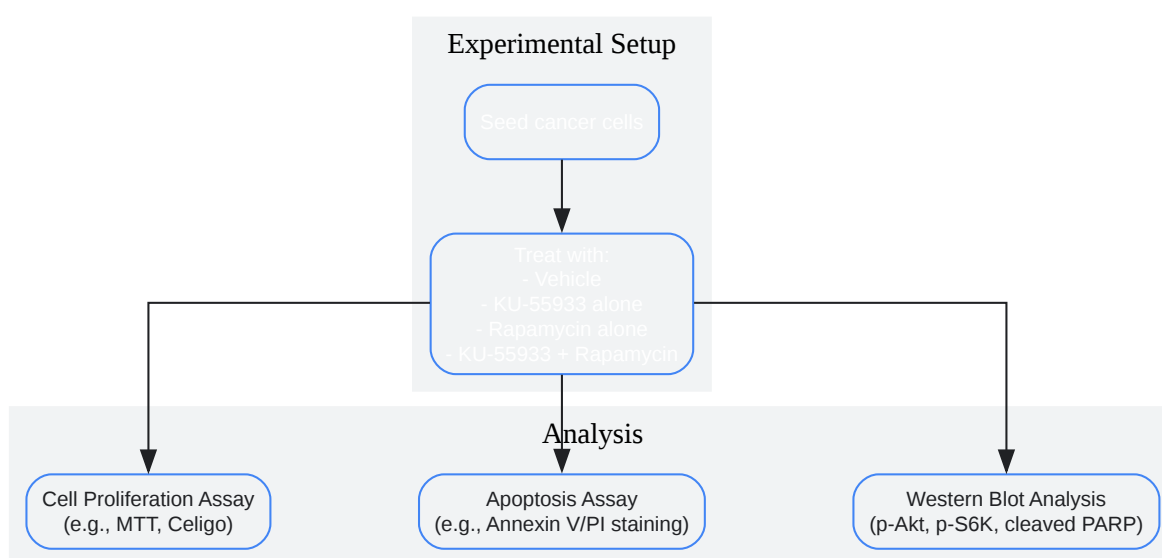 Experimental Setup
Seed cancer cells
Treat with:
- Vehicle
- KU-55933 alone
- Rapamycin alone
- KU-55933 + Rapamycin
Analysis
Cell Proliferation Assay
(e.g., MTT, Celigo)
Apoptosis Assay
(e.g., Annexin V/PI staining)
Western Blot Analysis
(p-Akt, p-S6K, cleaved PARP)